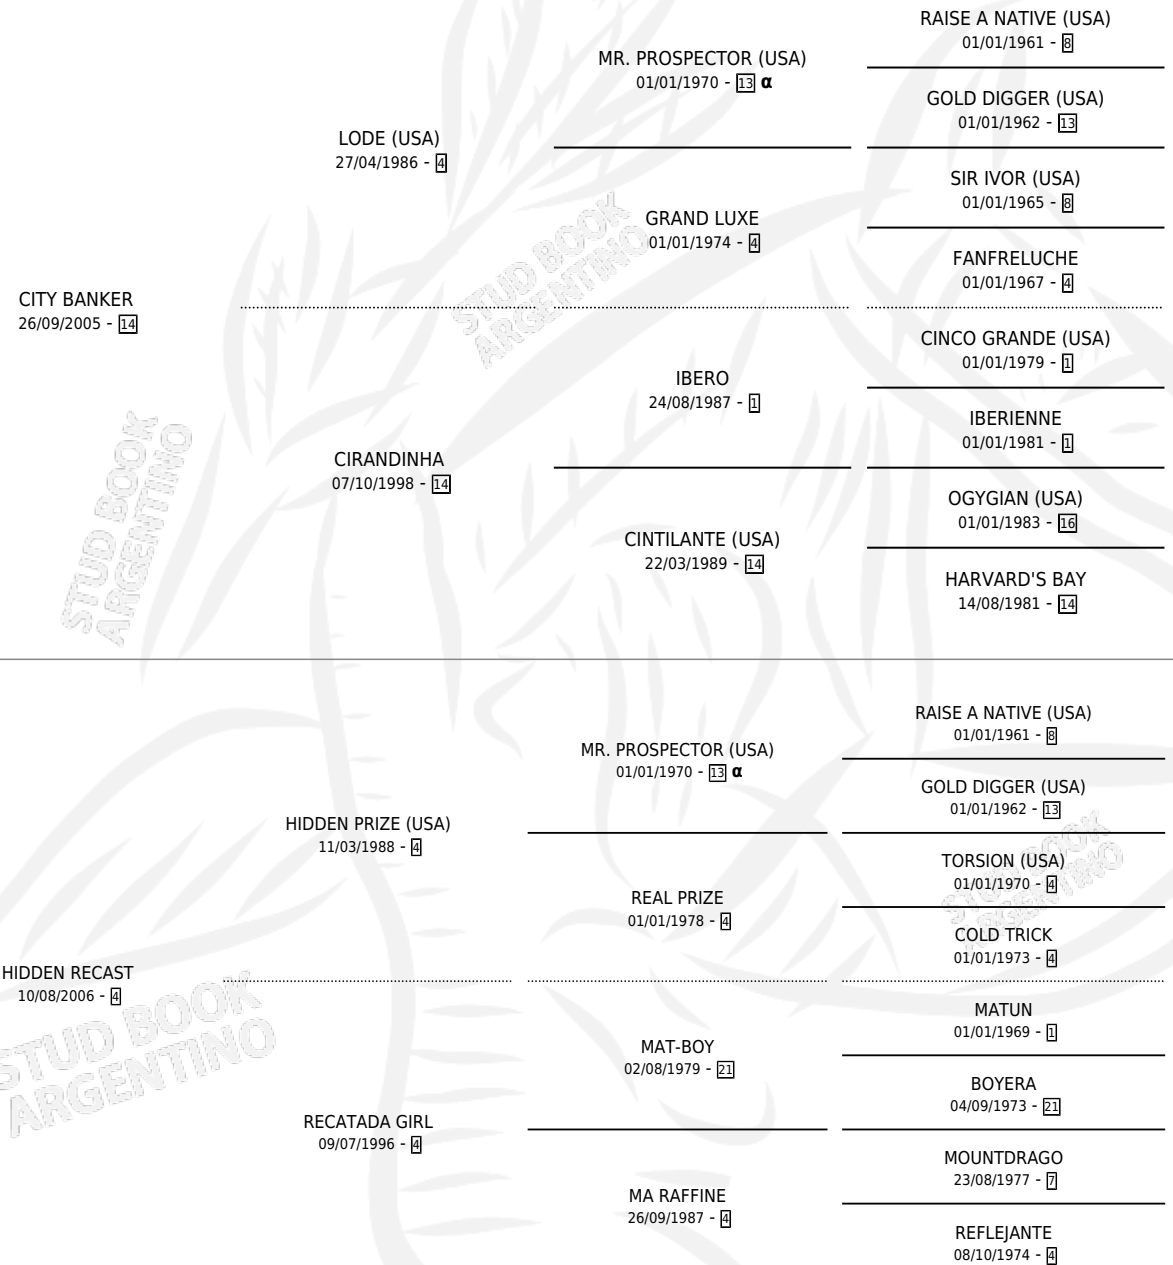 RAISE A NATIVE (USA)
01/01/1961 - 8
MR. PROSPECTOR (USA)
01/01/1970 - 13 α
GOLD DIGGER (USA)
01/01/1962 - 13
LODE (USA)
27/04/1986 - 4
SIR IVOR (USA)
01/01/1965 - 8
GRAND LUXE
01/01/1974 - 4
FANFRELUCHE
01/01/1967 - 4
CITY BANKER
26/09/2005 - 14
CINCO GRANDE (USA)
01/01/1979 - 1
IBERO
24/08/1987 - 1
IBERIENNE
01/01/1981 - 1
CIRANDINHA
07/10/1998 - 14
OGYGIAN (USA)
01/01/1983 - 16
CINTILANTE (USA)
22/03/1989 - 14
HARVARD'S BAY
14/08/1981 - 14
RAISE A NATIVE (USA)
01/01/1961 - 8
MR. PROSPECTOR (USA)
01/01/1970 - 13 α
GOLD DIGGER (USA)
01/01/1962 - 13
HIDDEN PRIZE (USA)
11/03/1988 - 4
TORSION (USA)
01/01/1970 - 4
REAL PRIZE
01/01/1978 - 4
COLD TRICK
01/01/1973 - 4
HIDDEN RECAST
10/08/2006 - 4
MATUN
01/01/1969 - 1
MAT-BOY
02/08/1979 - 21
BOYERA
04/09/1973 - 21
RECATADA GIRL
09/07/1996 - 4
MOUNTDRAGO
23/08/1977 - 7
MA RAFFINE
26/09/1987 - 4
REFLEJANTE
08/10/1974 - 4
STUD BOOK
ARGENTINO
STUD BOOK
ARGENTINO
STUD BOOK
ARGENTINO
STUD BOOK
ARGENTINO